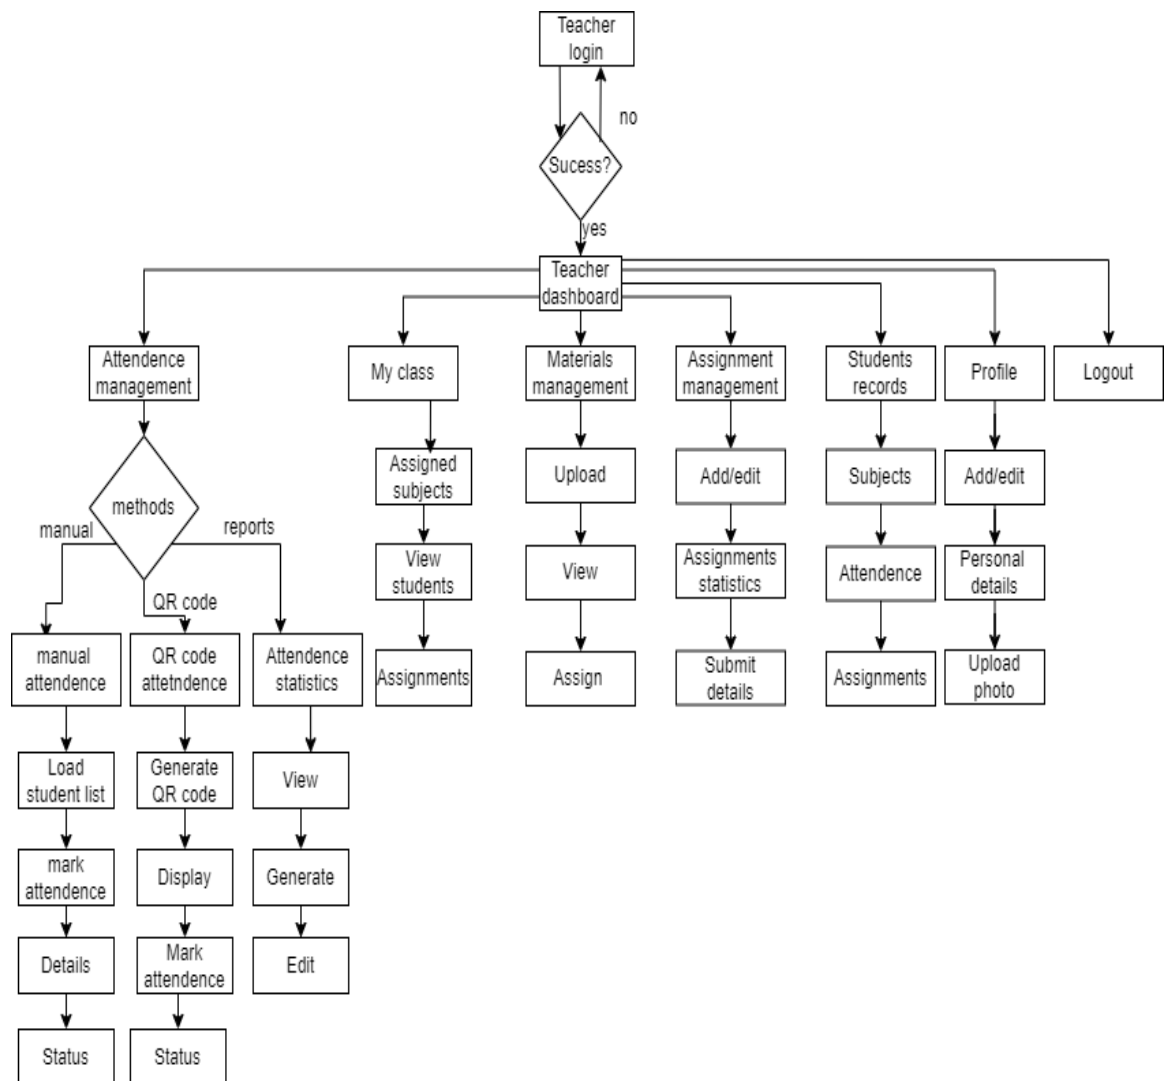 Teacher
login
no
Sucess?
yes
Teacher
dashboard
Attendence
management
My class
Materials
management
Assignment
management
Students
records
Profile
Logout
methods
manual
reports
QR code
Assigned
subjects
Upload
Add/edit
Subjects
Add/edit
View
students
View
Assignments
statistics
Attendence
Personal
details
manual
attendence
QR code
attetndence
Attendence
statistics
Assignments
Assign
Submit
details
Assignments
Upload
photo
Load
student list
Generate
QR code
View
mark
attendence
Display
Generate
Details
Mark
attendence
Edit
Status
Status